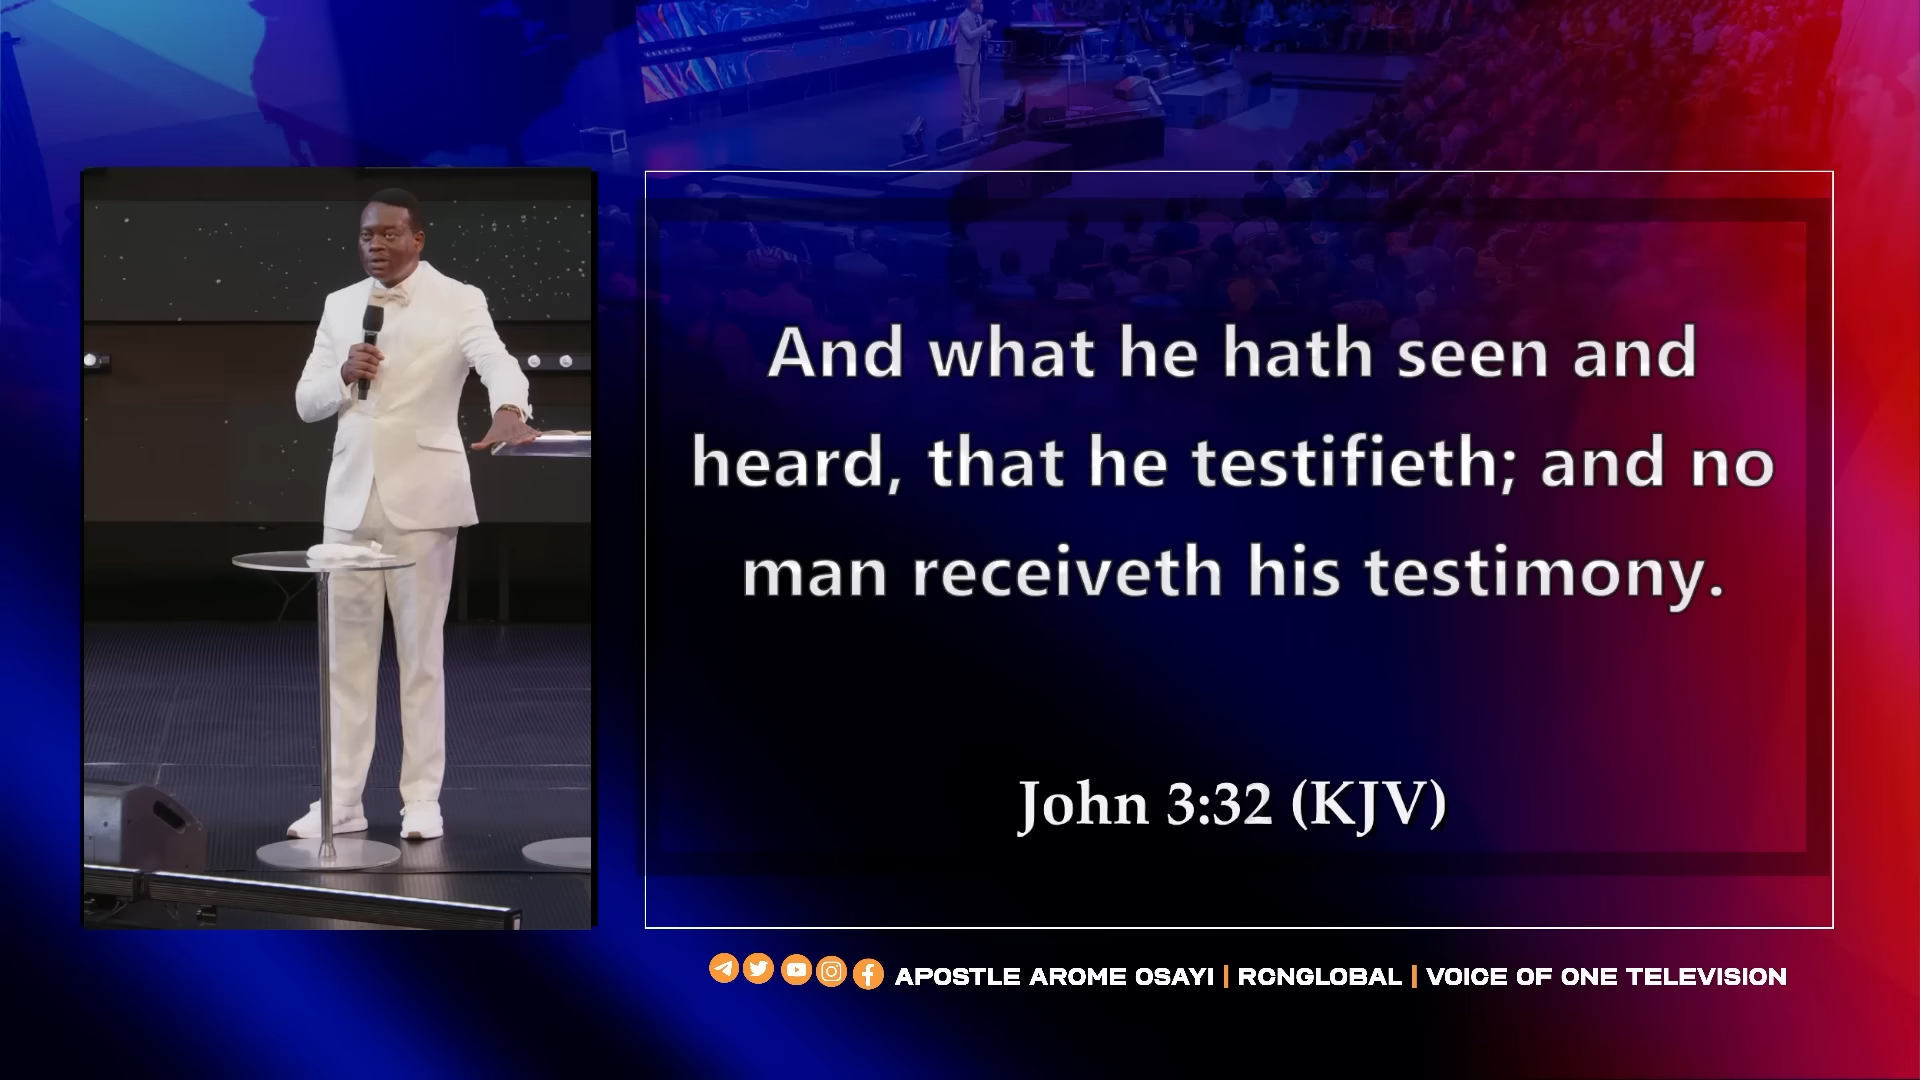 And what he hath seen and
heard, that he testifieth; and no
man receiveth his testimony.
John 3:32 (KJV)
APOSTLE AROME OSAYI | RCNGLOBAL | VOICE OF ONE TELEVISION